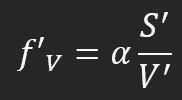 f′_V = α S′/V′